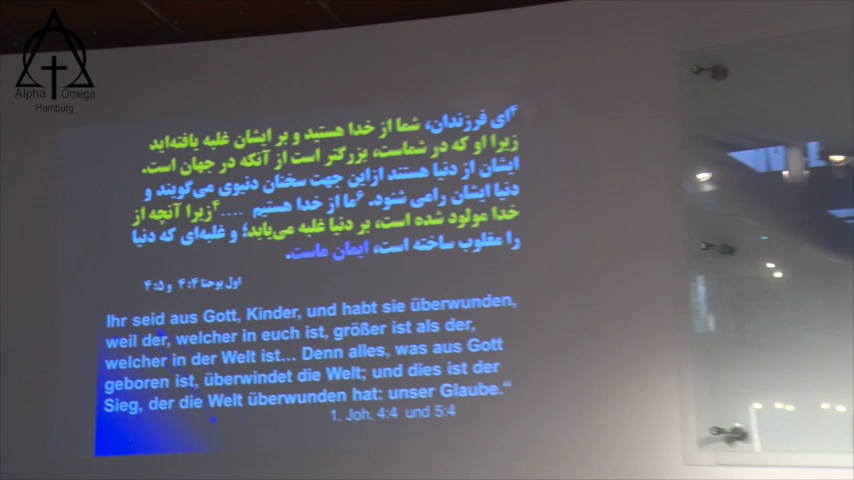 Alpha Omega
Hamburg
۴ای فرزندان، شما از خدا هستید و بر ایشان غلبه یافته‌اید
زیرا او که در شماست، بزرگتر است از آنکه در جهان است.
ایشان از دنیا هستند ازاین جهت سخنان دنیوی می‌گویند و
دنیا ایشان رامی شنود. ۶ما از خدا هستیم ....۴زیرا آنچه از
خدا مولود شده است، بر دنیا غلبه می‌یابد؛ و غلبه‌ای که دنیا
را مغلوب ساخته است، ایمان ماست.
اول یوحنا ۴:۴ و ۵:۴
Ihr seid aus Gott, Kinder, und habt sie überwunden,
weil der, welcher in euch ist, größer ist als der,
welcher in der Welt ist... Denn alles, was aus Gott
geboren ist, überwindet die Welt; und dies ist der
Sieg, der die Welt überwunden hat: unser Glaube.“
1. Joh. 4:4 und 5:4